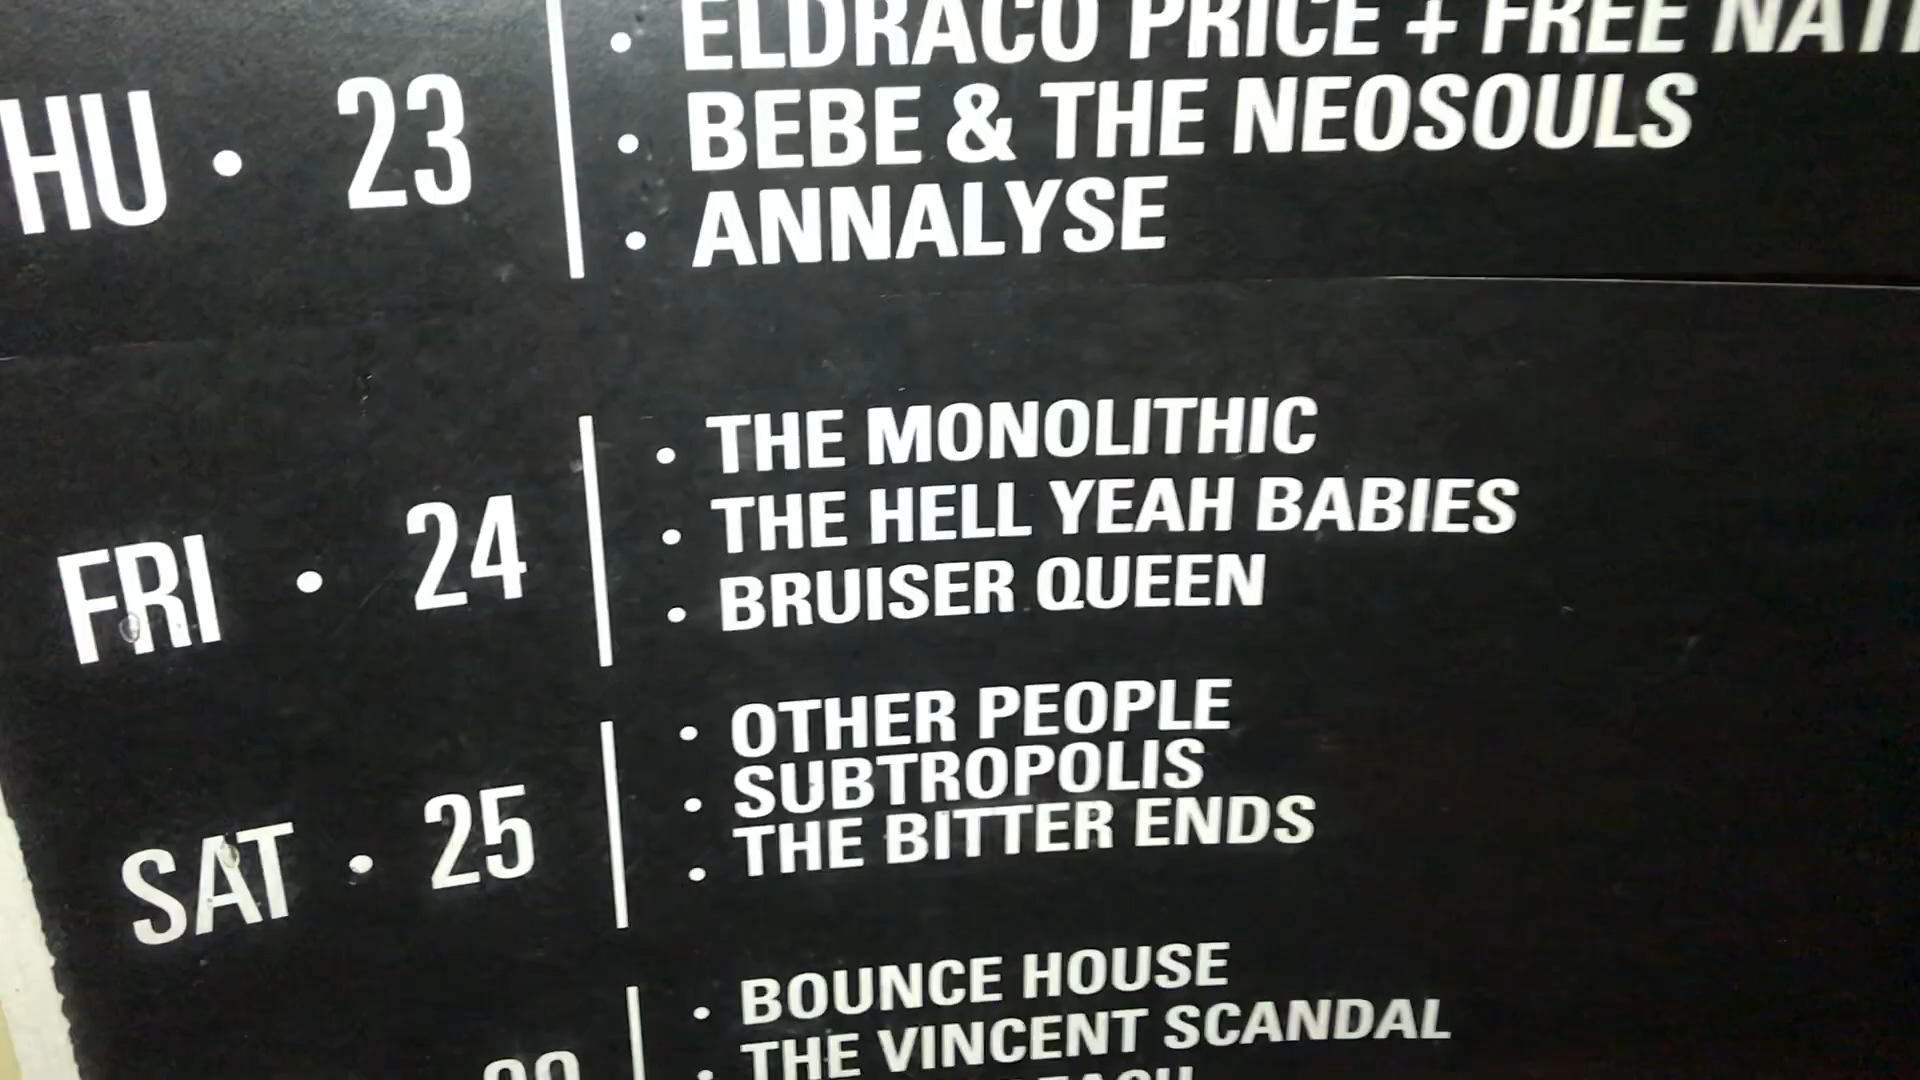 ELDRACO PRICE + FREE
THU · 23
· BEBE & THE NEOSOULS
· ANNALYSE
· THE MONOLITHIC
FRI · 24
· THE HELL YEAH BABIES
· BRUISER QUEEN
· OTHER PEOPLE
SAT · 25
· SUBTROPOLIS
· THE BITTER ENDS
· BOUNCE HOUSE
· THE VINCENT SCANDAL